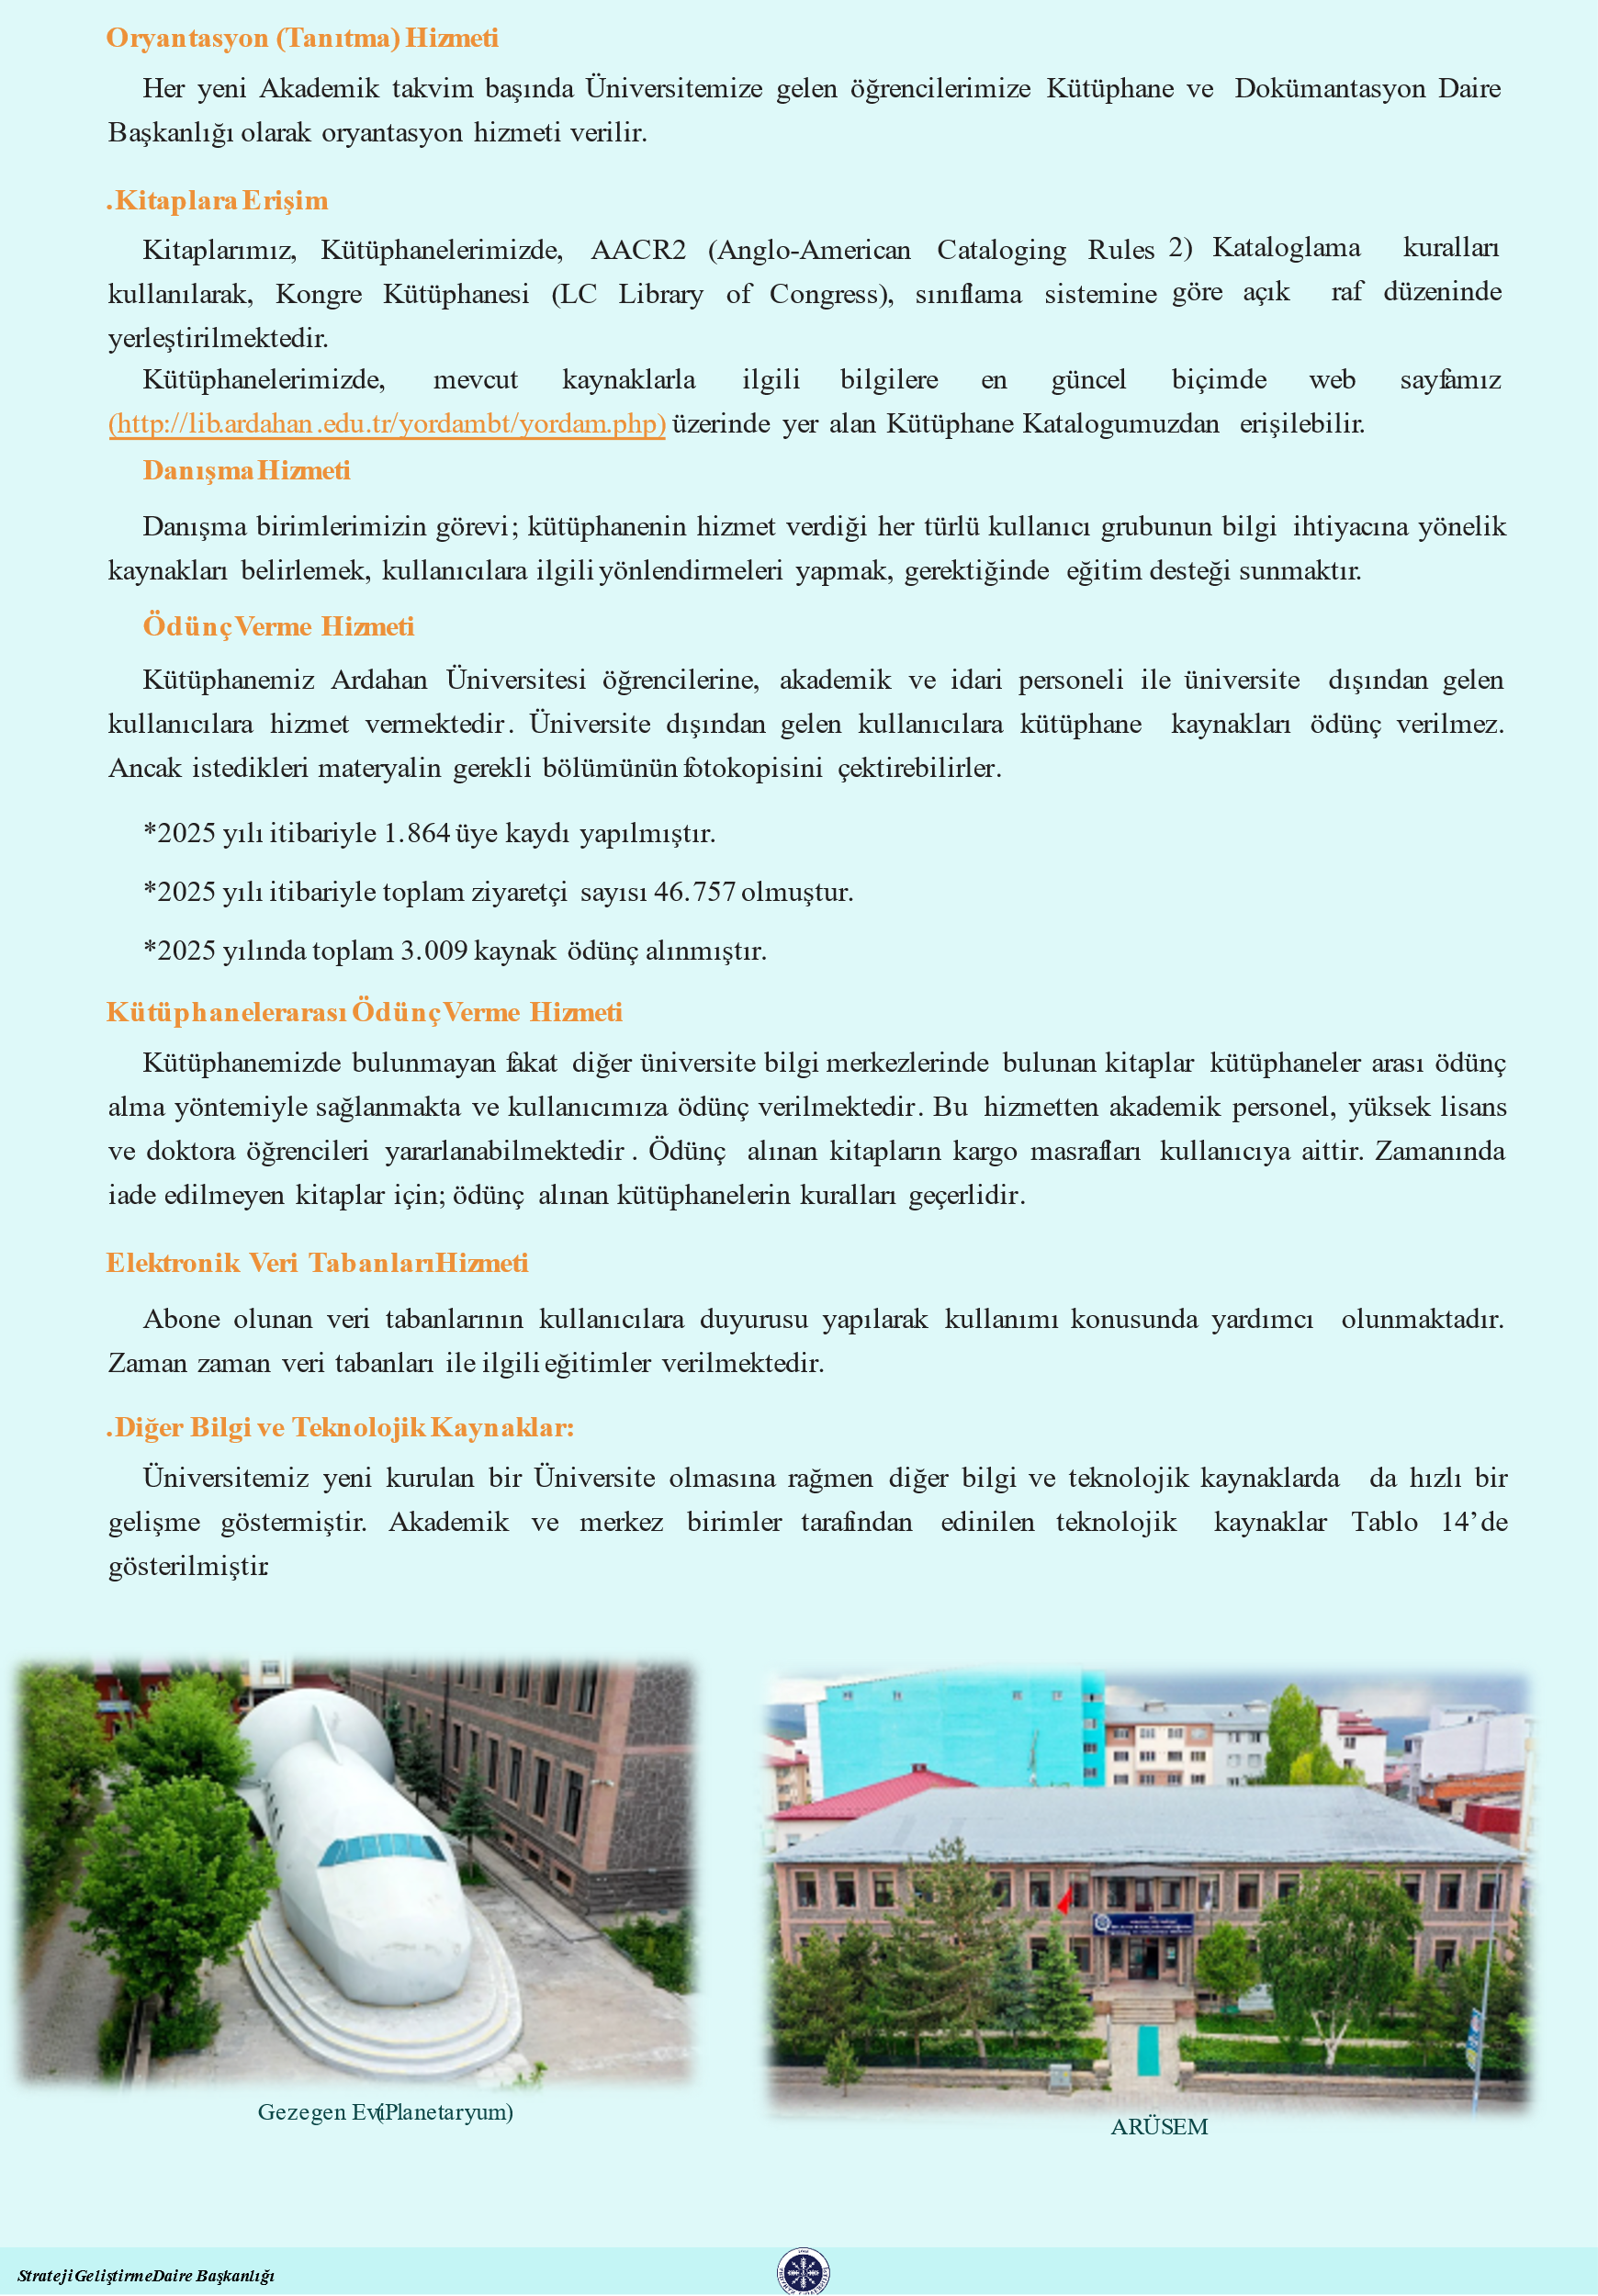 Oryantasyon (Tanıtma) Hizmeti
Her yeni Akademik takvim başında Üniversitemize gelen öğrencilerimize Kütüphane ve Dokümantasyon Daire
Başkanlığı olarak oryantasyon hizmeti verilir.
.Kitaplara Erişim
Kitaplarımız, Kütüphanelerimizde, AACR2 (Anglo-American Cataloging Rules 2) Kataloglama kuralları
kullanılarak, Kongre Kütüphanesi (LC Library of Congress), sınıflama sistemine göre açık raf düzeninde
yerleştirilmektedir.
Kütüphanelerimizde, mevcut kaynaklarla ilgili bilgilere en güncel biçimde web sayfamız
(http://lib.ardahan.edu.tr/yordambt/yordam.php) üzerinde yer alan Kütüphane Katalogumuzdan erişilebilir.
Danışma Hizmeti
Danışma birimlerimizin görevi; kütüphanenin hizmet verdiği her türlü kullanıcı grubunun bilgi ihtiyacına yönelik
kaynakları belirlemek, kullanıcılara ilgili yönlendirmeleri yapmak, gerektiğinde eğitim desteği sunmaktır.
Ödünç Verme Hizmeti
Kütüphanemiz Ardahan Üniversitesi öğrencilerine, akademik ve idari personeli ile üniversite dışından gelen
kullanıcılara hizmet vermektedir. Üniversite dışından gelen kullanıcılara kütüphane kaynakları ödünç verilmez.
Ancak istedikleri materyalin gerekli bölümünün fotokopisini çektirebilirler.
*2025 yılı itibariyle 1.864 üye kaydı yapılmıştır.
*2025 yılı itibariyle toplam ziyaretçi sayısı 46.757 olmuştur.
*2025 yılında toplam 3.009 kaynak ödünç alınmıştır.
Kütüphanelerarası Ödünç Verme Hizmeti
Kütüphanemizde bulunmayan fakat diğer üniversite bilgi merkezlerinde bulunan kitaplar kütüphaneler arası ödünç
alma yöntemiyle sağlanmakta ve kullanıcımıza ödünç verilmektedir. Bu hizmetten akademik personel, yüksek lisans
ve doktora öğrencileri yararlanabilmektedir. Ödünç alınan kitapların kargo masrafları kullanıcıya aittir. Zamanında
iade edilmeyen kitaplar için; ödünç alınan kütüphanelerin kuralları geçerlidir.
Elektronik Veri Tabanları Hizmeti
Abone olunan veri tabanlarının kullanıcılara duyurusu yapılarak kullanımı konusunda yardımcı olunmaktadır.
Zaman zaman veri tabanları ile ilgili eğitimler verilmektedir.
.Diğer Bilgi ve Teknolojik Kaynaklar:
Üniversitemiz yeni kurulan bir Üniversite olmasına rağmen diğer bilgi ve teknolojik kaynaklarda da hızlı bir
gelişme göstermiştir. Akademik ve merkez birimler tarafından edinilen teknolojik kaynaklar Tablo 14’de
gösterilmiştir.
Gezegen Evi(Planetaryum)
ARÜSEM
Strateji Geliştirme Daire Başkanlığı